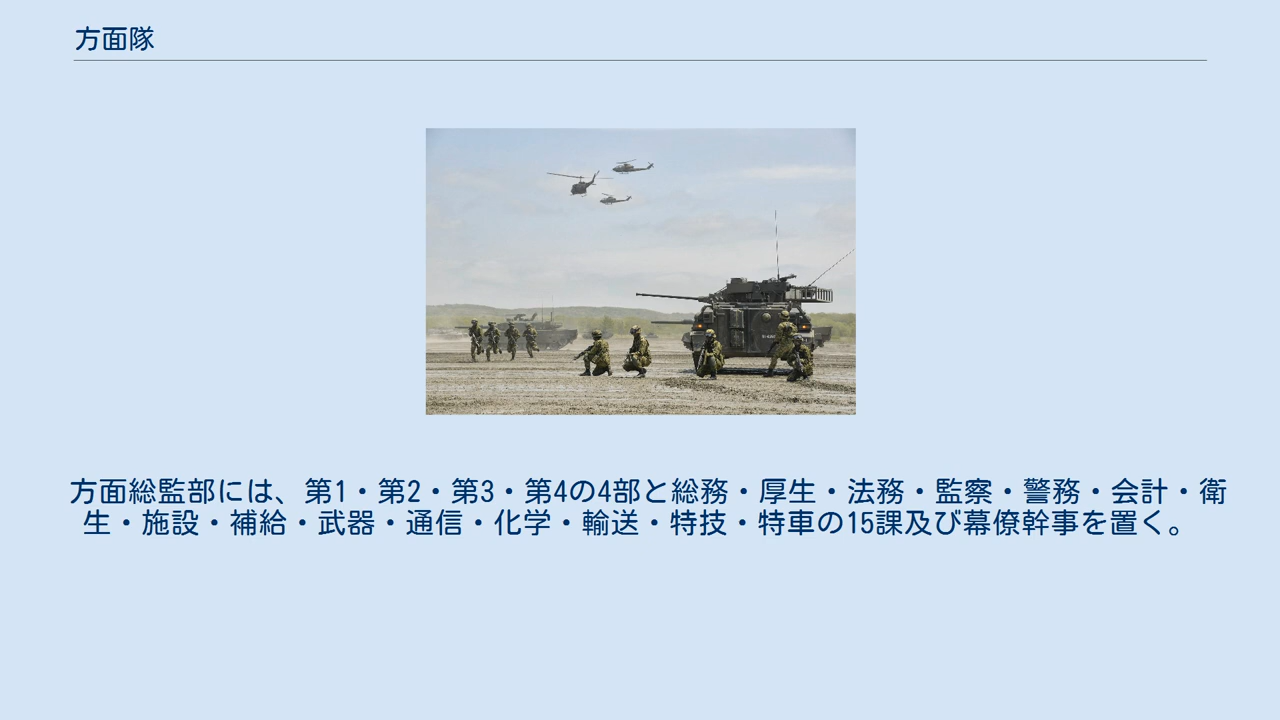 方面隊
方面総監部には、第1・第2・第3・第4の4部と総務・厚生・法務・監察・警務・会計・衛
生・施設・補給・武器・通信・化学・輸送・特技・特車の15課及び幕僚幹事を置く。